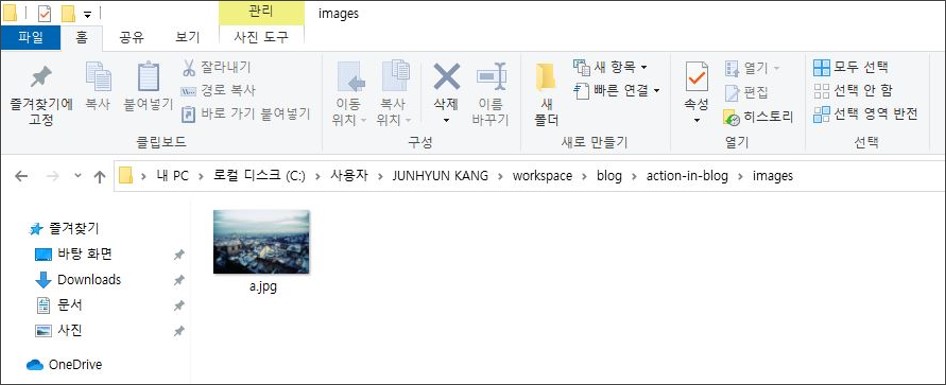 관리
images
파일
홈
공유
보기
사진 도구
즐겨찾기에
고정
복사
붙여넣기
잘라내기
경로 복사
바로 가기 붙여넣기
클립보드
이동
위치
복사
위치
삭제
이름
바꾸기
구성
새
폴더
새 항목
빠른 연결
새로 만들기
속성
열기
편집
히스토리
열기
모두 선택
선택 안 함
선택 영역 반전
선택
내 PC > 로컬 디스크 (C:) > 사용자 > JUNHYUN KANG > workspace > blog > action-in-blog > images
즐겨찾기
바탕 화면
Downloads
문서
사진
OneDrive
a.jpg